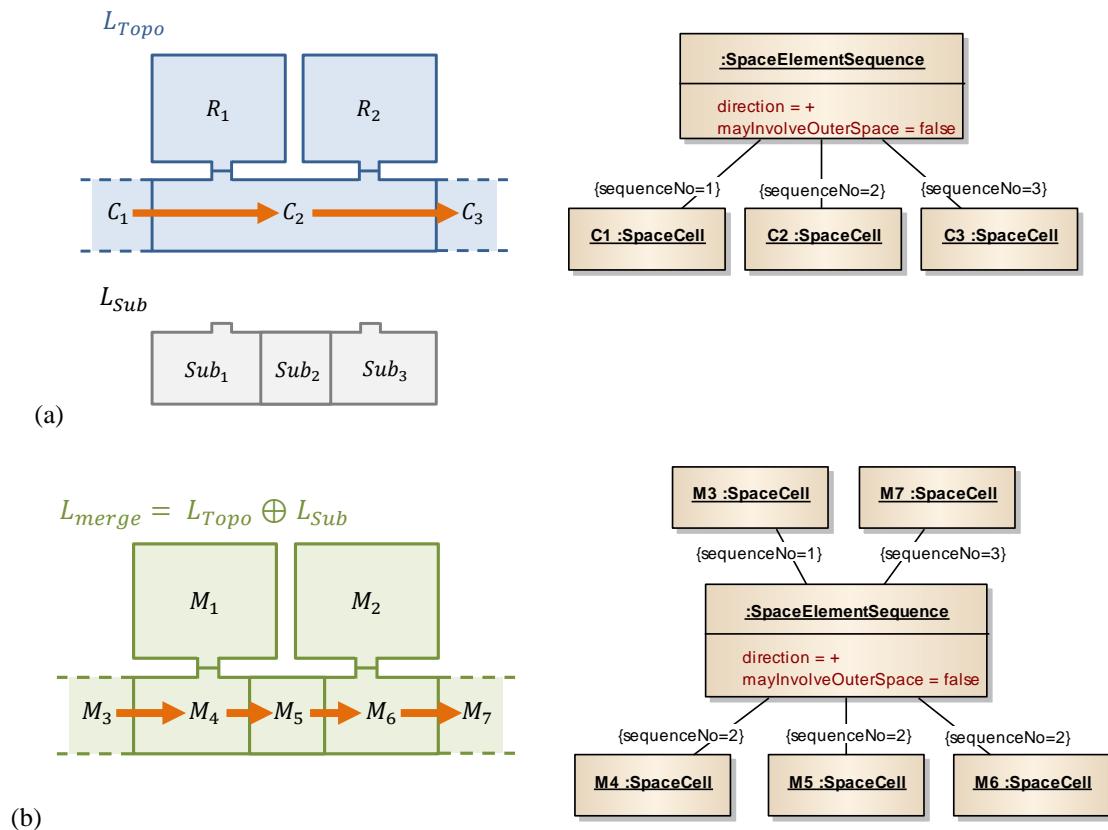 L_Topo
R_1
R_2
C_1
C_2
C_3
L_Sub
Sub_1
Sub_2
Sub_3
(a)
:SpaceElementSequence
direction = +
mayInvolveOuterSpace = false
{sequenceNo=1}
{sequenceNo=2}
{sequenceNo=3}
C1 :SpaceCell
C2 :SpaceCell
C3 :SpaceCell
L_merge = L_Topo ⊕ L_Sub
M_1
M_2
M_3
M_4
M_5
M_6
M_7
(b)
M3 :SpaceCell
M7 :SpaceCell
{sequenceNo=1}
{sequenceNo=3}
:SpaceElementSequence
direction = +
mayInvolveOuterSpace = false
{sequenceNo=2}
{sequenceNo=2}
{sequenceNo=2}
M4 :SpaceCell
M5 :SpaceCell
M6 :SpaceCell